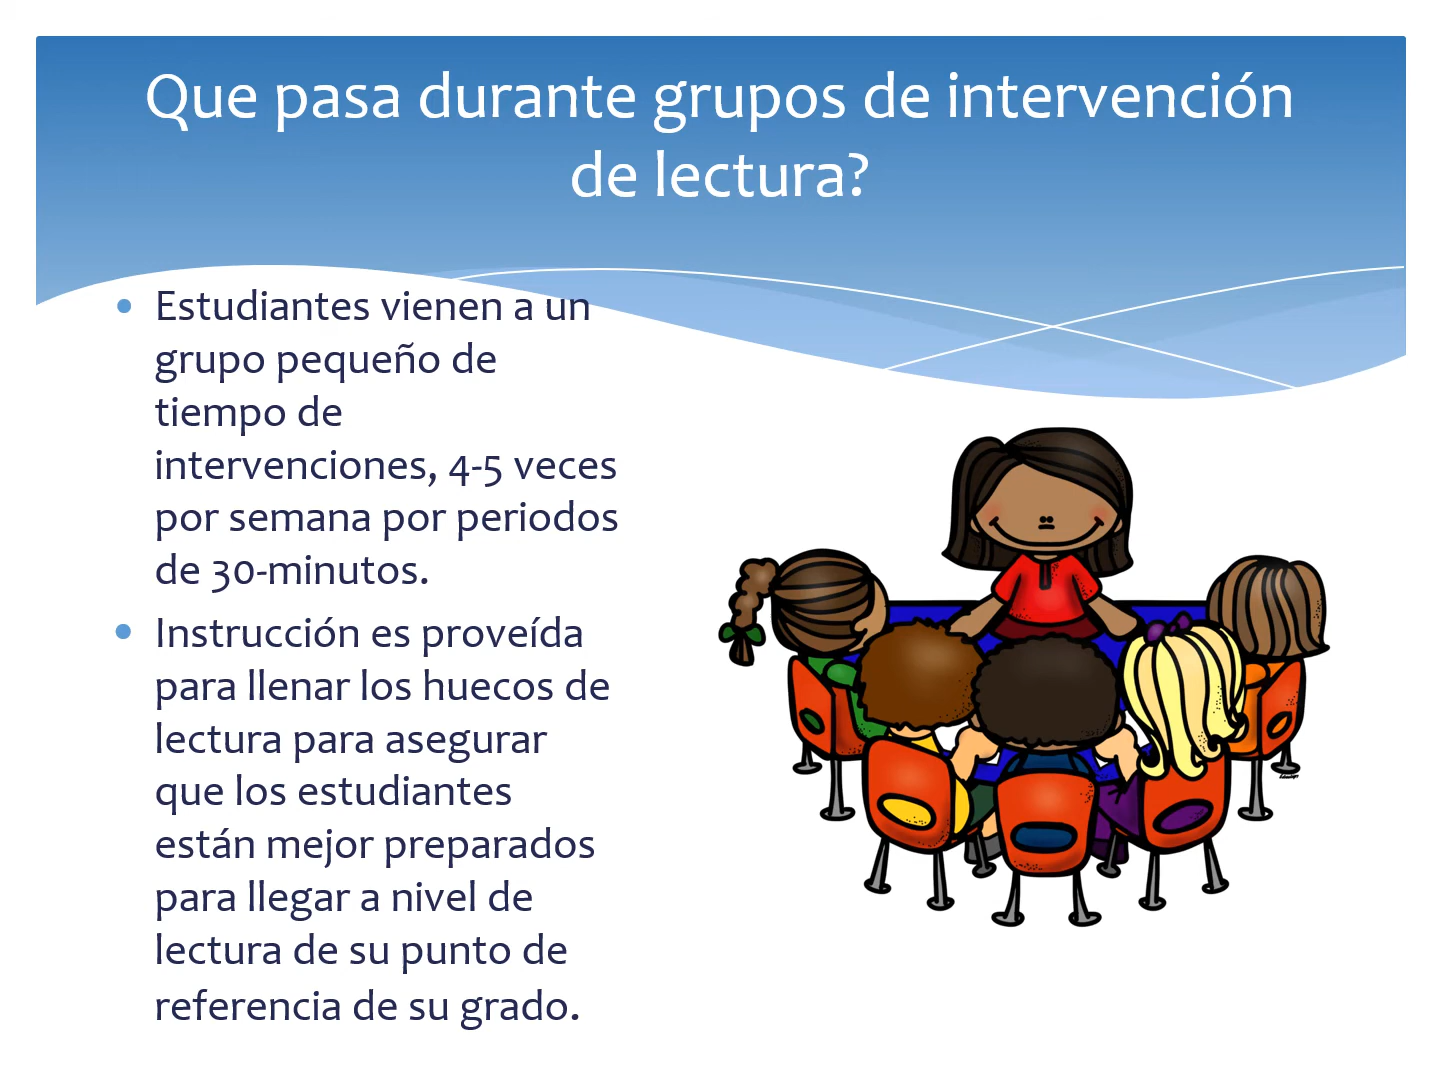 Que pasa durante grupos de intervención
de lectura?
• Estudiantes vienen a un
grupo pequeño de
tiempo de
intervenciones, 4-5 veces
por semana por periodos
de 30-minutos.
• Instrucción es proveída
para llenar los huecos de
lectura para asegurar
que los estudiantes
están mejor preparados
para llegar a nivel de
lectura de su punto de
referencia de su grado.